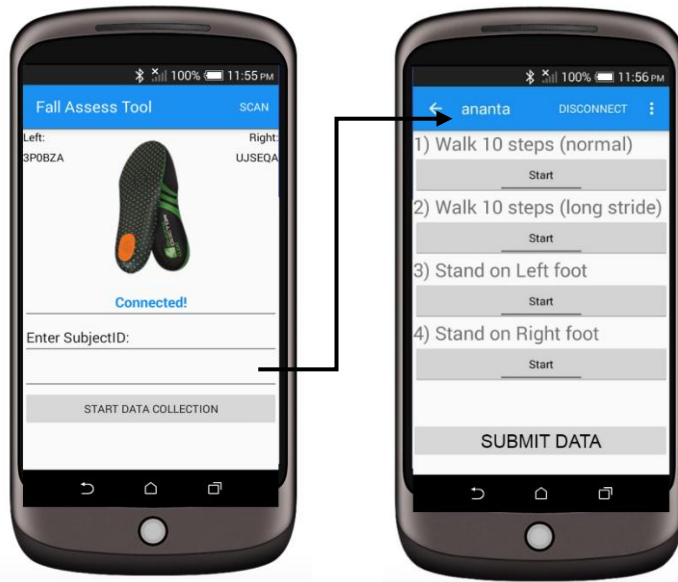 100% 11:55 PM
Fall Assess Tool SCAN
Left: Right:
3P0BZA UJSEQA
Connected!
Enter SubjectID:
START DATA COLLECTION
100% 11:56 PM
ananta DISCONNECT
1) Walk 10 steps (normal)
Start
2) Walk 10 steps (long stride)
Start
3) Stand on Left foot
Start
4) Stand on Right foot
Start
SUBMIT DATA